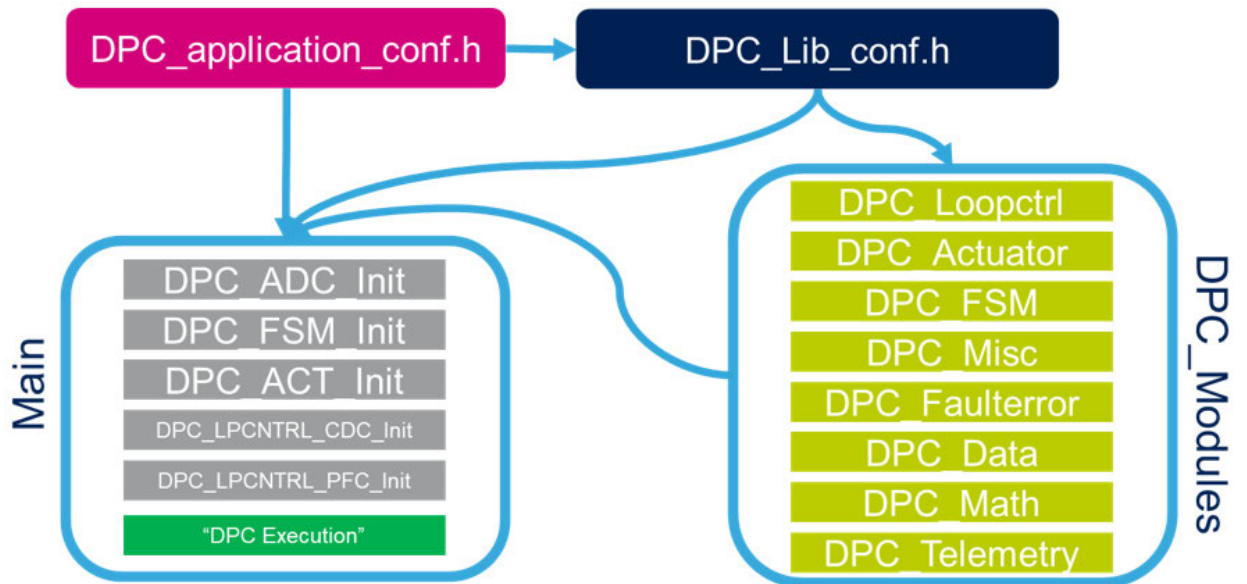 DPC_application_conf.h
DPC_Lib_conf.h
Main
DPC_ADC_Init
DPC_FSM_Init
DPC_ACT_Init
DPC_LPCNTRL_CDC_Init
DPC_LPCNTRL_PFC_Init
“DPC Execution”
DPC_Loopctrl
DPC_Actuator
DPC_FSM
DPC_Misc
DPC_Faulterror
DPC_Data
DPC_Math
DPC_Telemetry
DPC_Modules